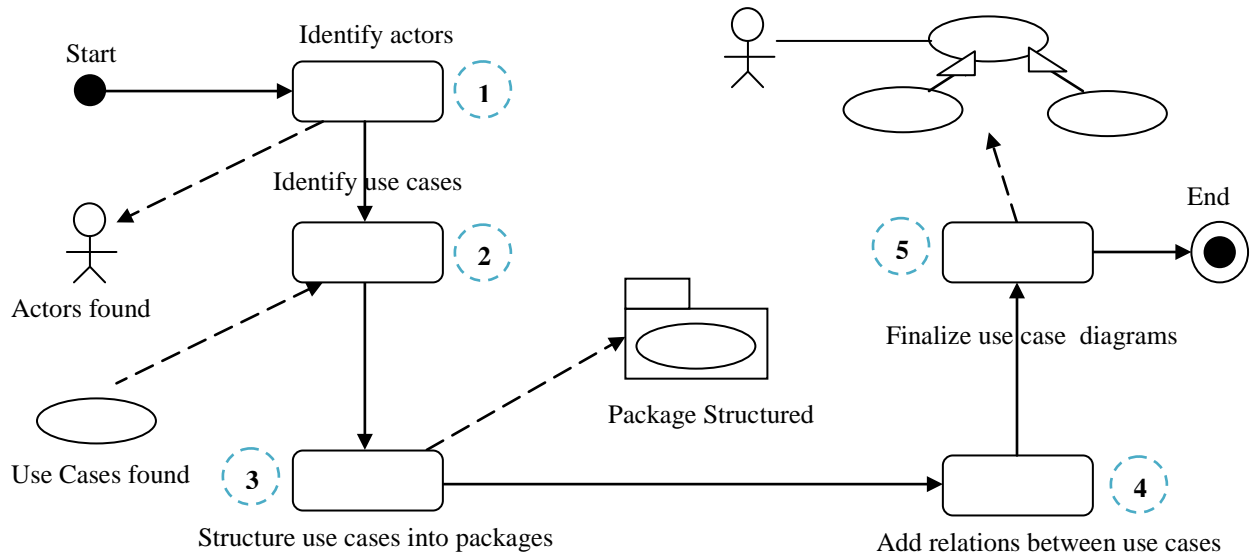 Start
Identify actors
1
Identify use cases
2
Actors found
Use Cases found
3
Structure use cases into packages
Package Structured
4
Add relations between use cases
5
Finalize use case diagrams
End